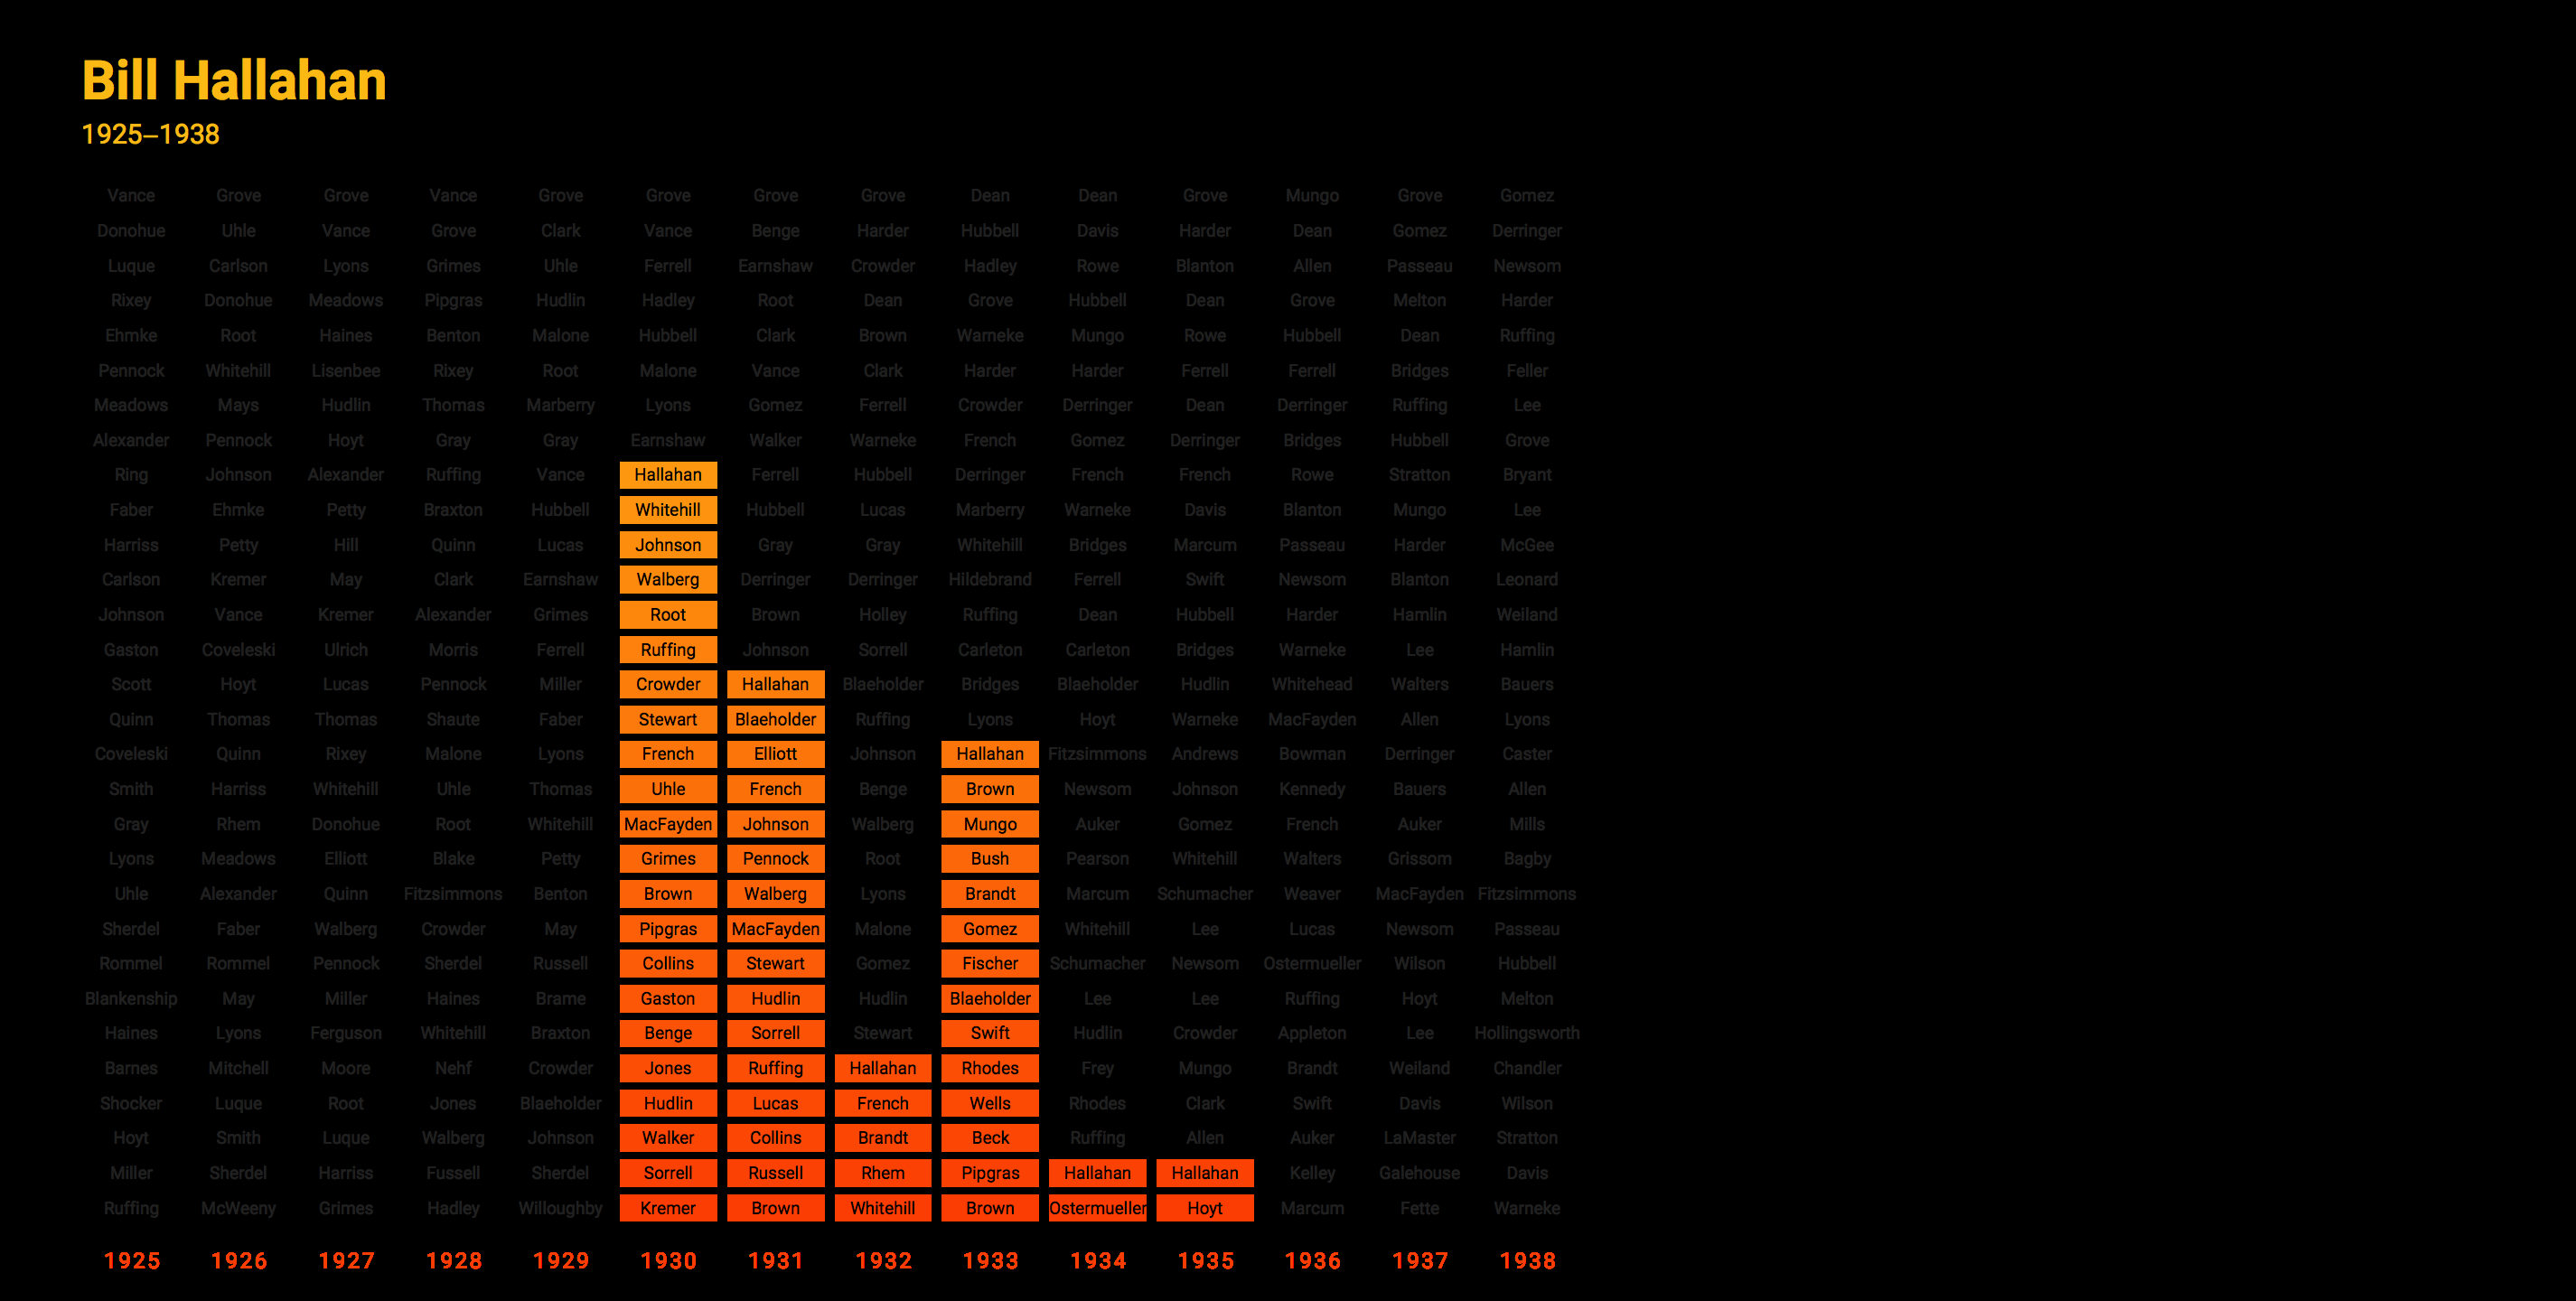 Bill Hallahan
1925–1938
Vance Grove Grove Vance Grove Grove Grove Grove Dean Dean Grove Mungo Grove Gomez
Donohue Uhle Vance Grove Clark Vance Benge Harder Hubbell Davis Harder Dean Gomez Derringer
Luque Carlson Lyons Grimes Uhle Ferrell Earnshaw Crowder Hadley Rowe Blanton Allen Passeau Newsom
Rixey Donohue Meadows Pipgras Hudlin Hadley Root Dean Grove Hubbell Dean Grove Melton Harder
Ehmke Root Haines Benton Malone Hubbell Clark Brown Warneke Mungo Rowe Hubbell Dean Ruffing
Pennock Whitehill Lisenbee Rixey Root Malone Vance Clark Harder Harder Ferrell Ferrell Bridges Feller
Meadows Mays Hudlin Thomas Marberry Lyons Gomez Ferrell Crowder Derringer Dean Derringer Ruffing Lee
Alexander Pennock Hoyt Gray Gray Earnshaw Walker Warneke French Gomez Derringer Bridges Hubbell Grove
Ring Johnson Alexander Ruffing Vance Hallahan Ferrell Hubbell Derringer French French Rowe Stratton Bryant
Faber Ehmke Petty Braxton Hubbell Whitehill Hubbell Lucas Marberry Warneke Davis Blanton Mungo Lee
Harriss Petty Hill Quinn Lucas Johnson Gray Gray Whitehill Bridges Marcum Passeau Harder McGee
Carlson Kremer May Clark Earnshaw Walberg Derringer Derringer Hildebrand Ferrell Swift Newsom Blanton Leonard
Johnson Vance Kremer Alexander Grimes Root Brown Holley Ruffing Dean Hubbell Harder Hamlin Weiland
Gaston Coveleski Ulrich Morris Ferrell Ruffing Johnson Sorrell Carleton Carleton Bridges Warneke Lee Hamlin
Scott Hoyt Lucas Pennock Miller Crowder Hallahan Blaeholder Bridges Blaeholder Hudlin Whitehead Walters Bauers
Quinn Thomas Thomas Shaute Faber Stewart Blaeholder Ruffing Lyons Hoyt Warneke MacFayden Allen Lyons
Coveleski Quinn Rixey Malone Lyons French Elliott Johnson Hallahan Fitzsimmons Andrews Bowman Derringer Caster
Smith Harriss Whitehill Uhle Thomas Uhle French Benge Brown Newsom Johnson Kennedy Bauers Allen
Gray Rhem Donohue Root Whitehill MacFayden Johnson Walberg Mungo Auker Gomez French Auker Mills
Lyons Meadows Elliott Blake Petty Grimes Pennock Root Bush Pearson Whitehill Walters Grissom Bagby
Uhle Alexander Quinn Fitzsimmons Benton Brown Walberg Lyons Brandt Marcum Schumacher Weaver MacFayden Fitzsimmons
Sherdel Faber Walberg Crowder May Pipgras MacFayden Malone Gomez Whitehill Lee Lucas Newsom Passeau
Rommel Rommel Pennock Sherdel Russell Collins Stewart Gomez Fischer Schumacher Newsom Ostermueller Wilson Hubbell
Blankenship May Miller Haines Brame Gaston Hudlin Hudlin Blaeholder Lee Lee Ruffing Hoyt Melton
Haines Lyons Ferguson Whitehill Braxton Benge Sorrell Stewart Swift Hudlin Crowder Appleton Lee Hollingsworth
Barnes Mitchell Moore Nehf Crowder Jones Ruffing Hallahan Rhodes Frey Mungo Brandt Weiland Chandler
Shocker Luque Root Jones Blaeholder Hudlin Lucas French Wells Rhodes Clark Swift Davis Wilson
Hoyt Smith Luque Walberg Johnson Walker Collins Brandt Beck Ruffing Allen Auker LaMaster Stratton
Miller Sherdel Harriss Fussell Sherdel Sorrell Russell Rhem Pipgras Hallahan Hallahan Kelley Galehouse Davis
Ruffing McWeeny Grimes Hadley Willoughby Kremer Brown Whitehill Brown Ostermueller Hoyt Marcum Fette Warneke
1925 1926 1927 1928 1929 1930 1931 1932 1933 1934 1935 1936 1937 1938